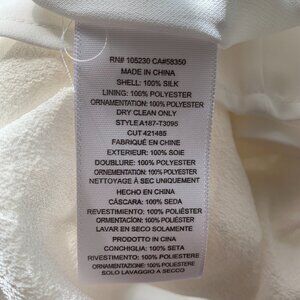 RN# 105230 CA#58350
MADE IN CHINA
SHELL: 100% SILK
LINING: 100% POLYESTER
ORNAMENTATION: 100% POLYESTER
DRY CLEAN ONLY
STYLE A187-T3095
CUT 421485
FABRIQUÉ EN CHINE
EXTERIEUR: 100% SOIE
DOUBLURE: 100% POLYESTER
ORNEMENTATION: 100% POLYESTER
NETTOYAGE À SEC UNIQUEMENT
HECHO EN CHINA
CÁSCARA: 100% SEDA
REVESTIMIENTO: 100% POLIÉSTER
ORMENTACÍON: 100% POLIÉSTER
LAVAR EN SECO SOLAMENTE
PRODOTTO IN CINA
CONCHIGLIA: 100% SETA
RIVESTIMENTO: 100% POLIESTERE
ORNAMENTAZIONE: 100% POLIESTERE
SOLO LAVAGGIO A SECCO